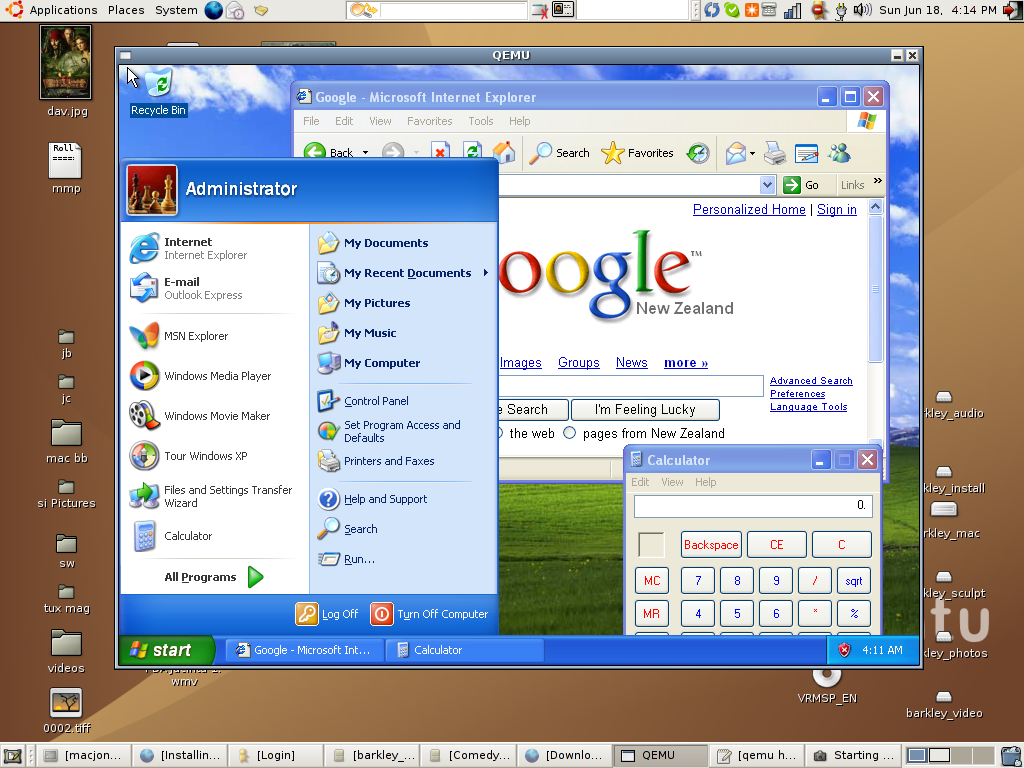 Applications Places System
Sun Jun 18, 4:14 PM
dav.jpg
Roll
mmp
jb
jc
mac bb
si Pictures
sw
tux mag
videos
0002.tiff
QEMU
Recycle Bin
Google - Microsoft Internet Explorer
File Edit View Favorites Tools Help
Back Search Favorites
Go Links »
Personalized Home | Sign in
oogle™
New Zealand
Images Groups News more »
Advanced Search
Preferences
Language Tools
e Search I'm Feeling Lucky
the web pages from New Zealand
Administrator
Internet
Internet Explorer
E-mail
Outlook Express
MSN Explorer
Windows Media Player
Windows Movie Maker
Tour Windows XP
Files and Settings Transfer
Wizard
Calculator
All Programs
My Documents
My Recent Documents
My Pictures
My Music
My Computer
Control Panel
Set Program Access and
Defaults
Printers and Faxes
Help and Support
Search
Run...
Log Off Turn Off Computer
Calculator
Edit View Help
0.
Backspace CE C
MC 7 8 9 / sqrt
MR 4 5 6 * %
start Google - Microsoft Int... Calculator 4:11 AM
wmv
kley_audio
kley_install
kley_mac
kley_sculpt
tu
kley_photos
VRMSP_EN
barkley_video
[macjon... [Installin... [Login] [barkley_... [Comedy... [Downlo... QEMU [qemu h... Starting ...